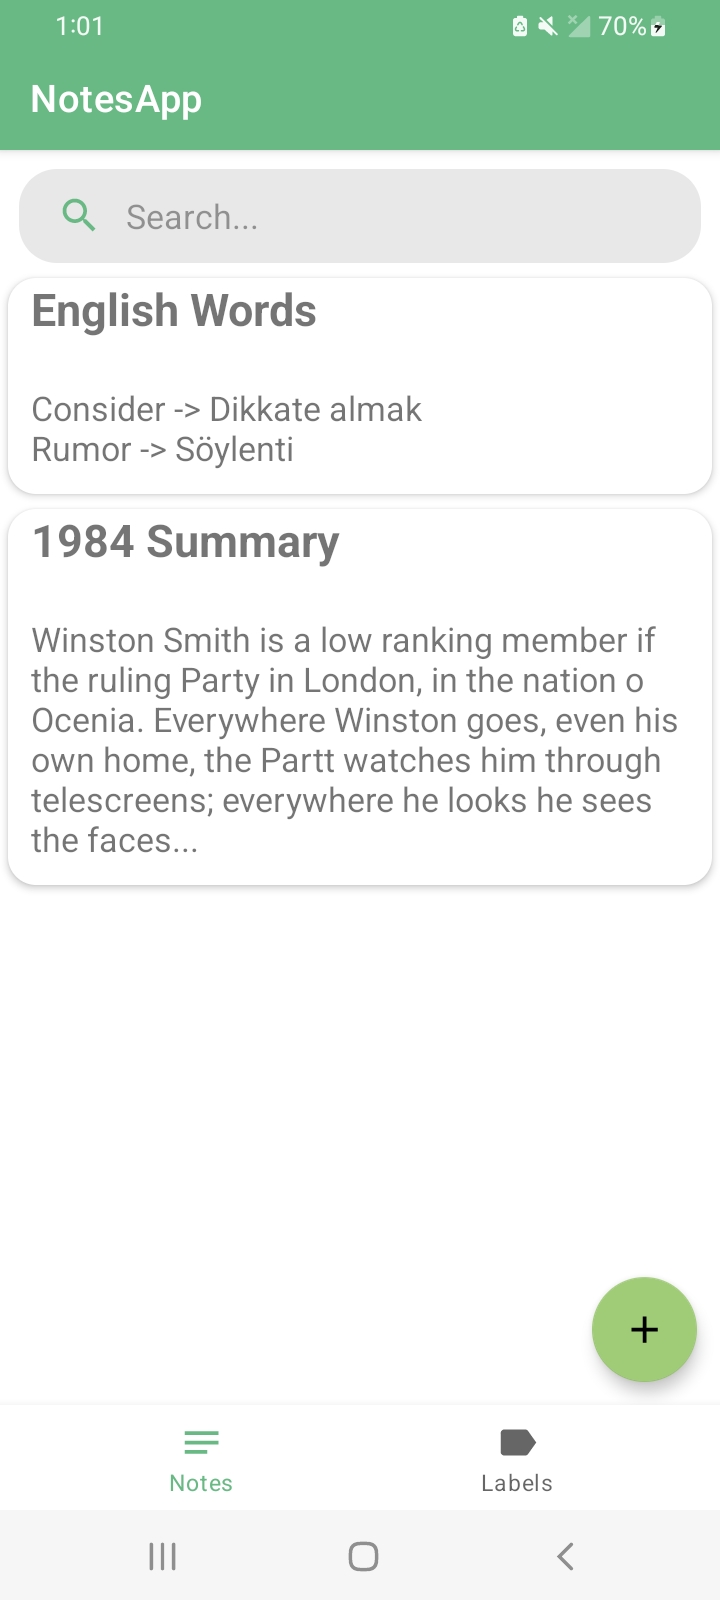 1:01
70%
NotesApp
Search...
English Words
Consider -> Dikkate almak
Rumor -> Söylenti
1984 Summary
Winston Smith is a low ranking member if
the ruling Party in London, in the nation o
Ocenia. Everywhere Winston goes, even his
own home, the Partt watches him through
telescreens; everywhere he looks he sees
the faces...
+
Notes
Labels